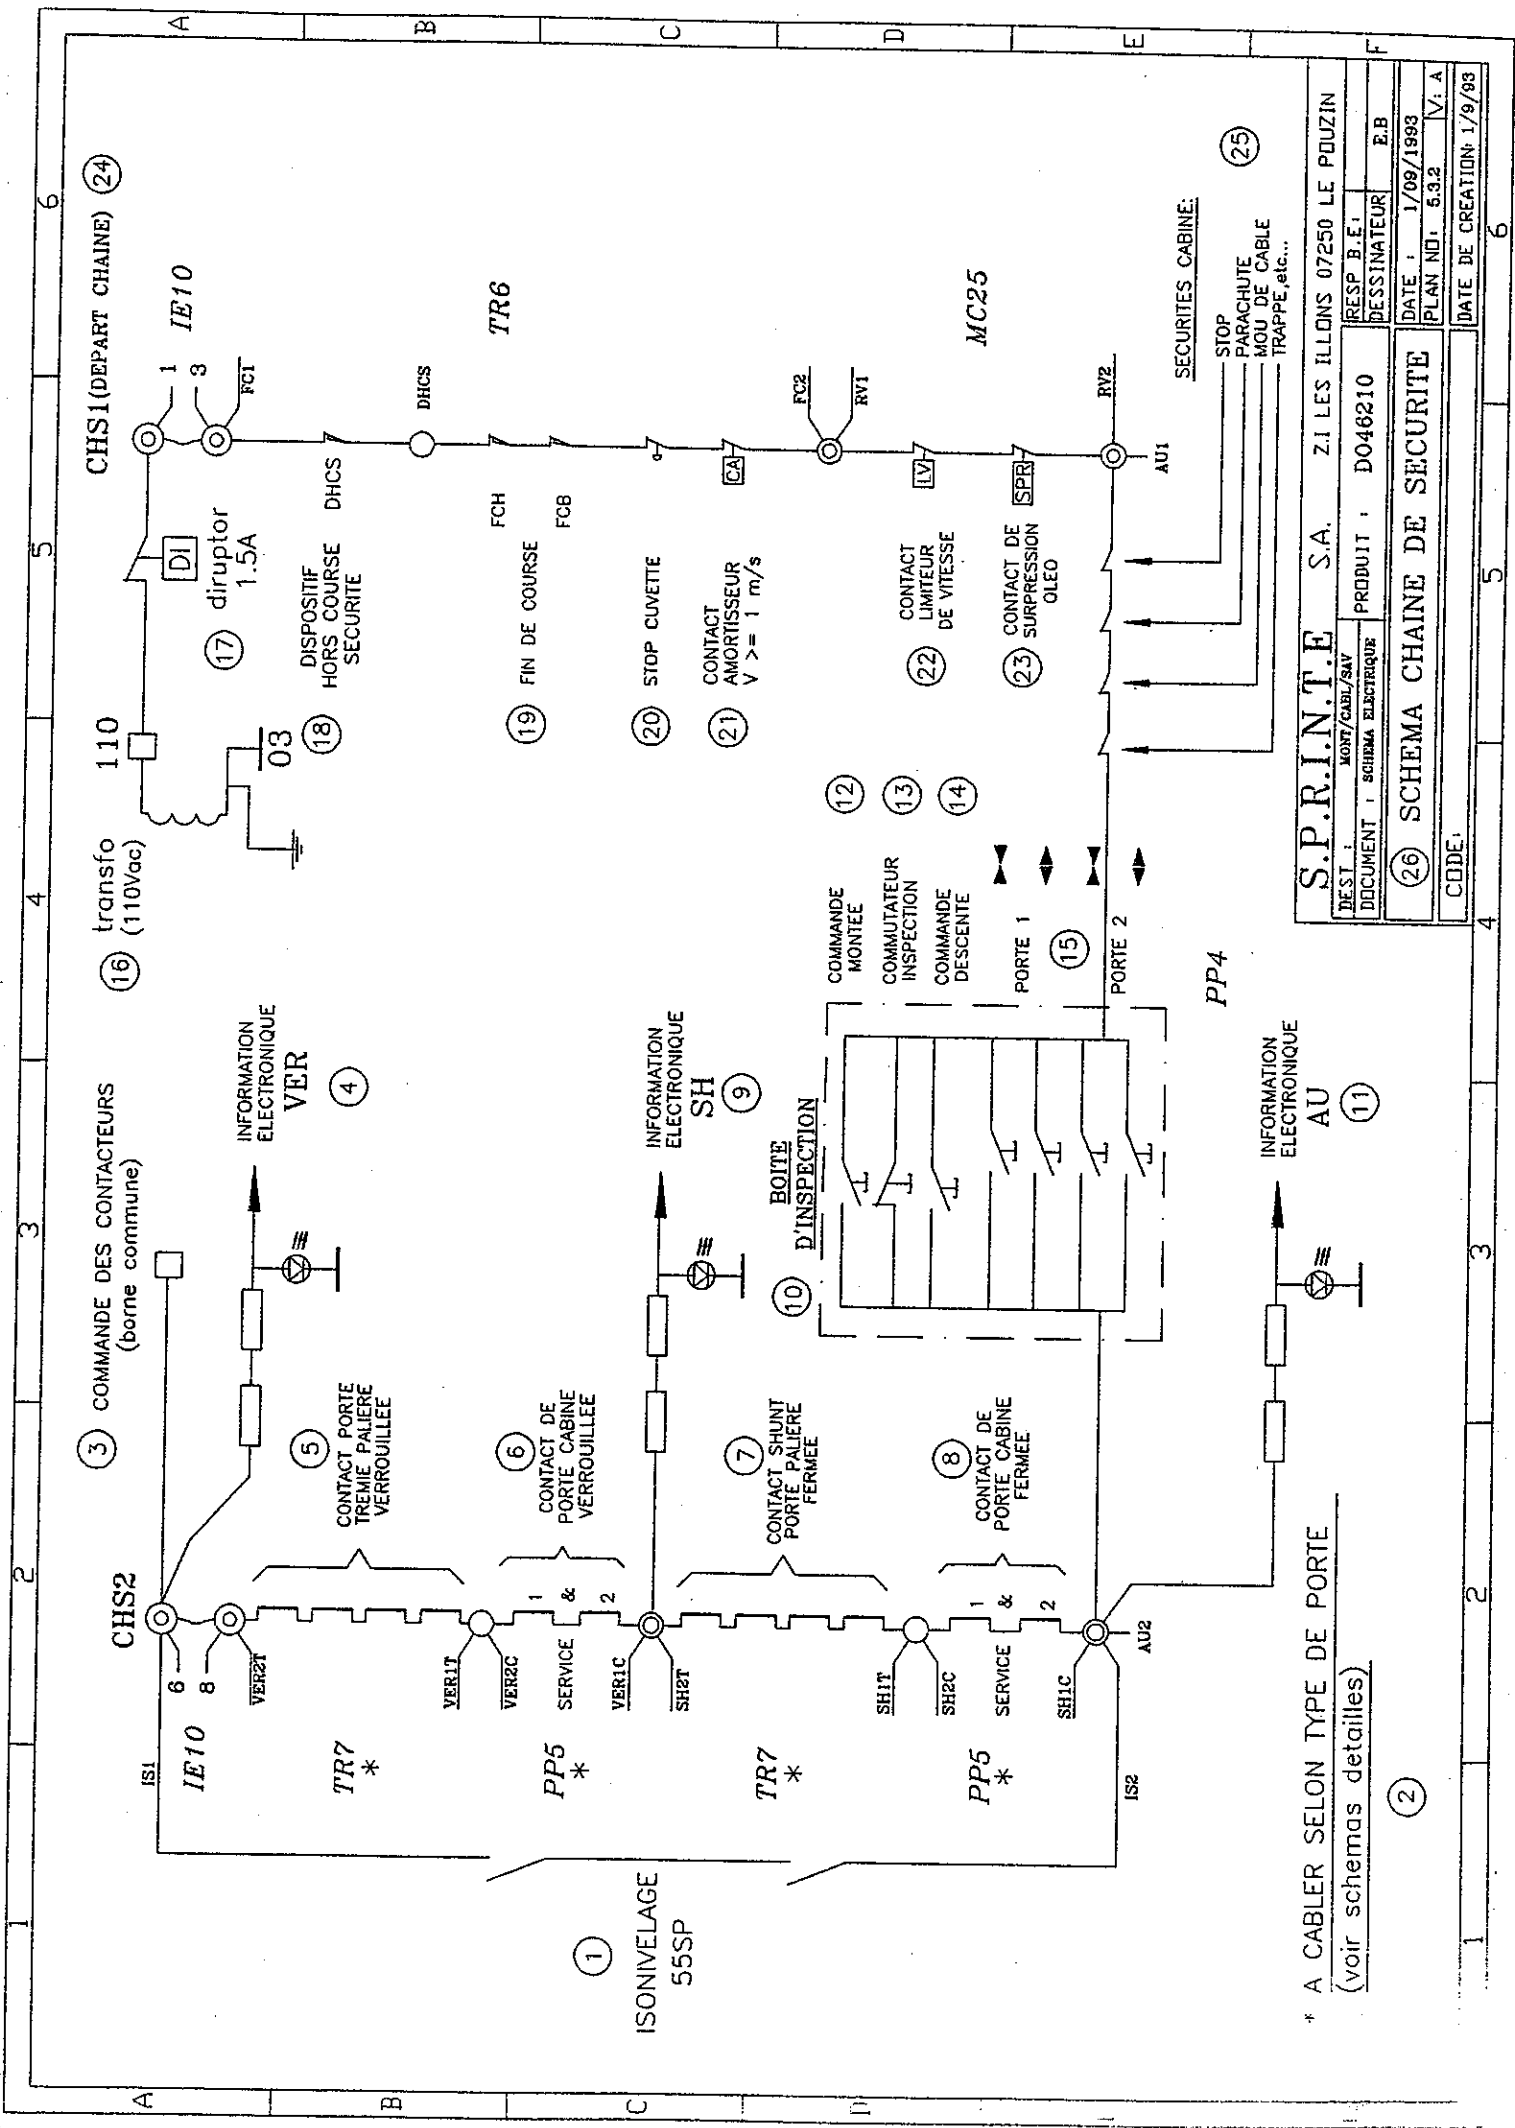 1
2
3
4
5
6
A
B
C
D
E
F
CHS2
6
8
IE10
IS1
VER2T
3 COMMANDE DES CONTACTEURS
(borne commune)
INFORMATION
ELECTRONIQUE
VER
4
5
CONTACT PORTE
TREMIE PALIERE
VERROUILLEE
TR7
*
VER1T
VER2C
6
CONTACT DE
PORTE CABINE
VERROUILLEE
1
&
2
SERVICE
PP5
*
VER1C
SH2T
INFORMATION
ELECTRONIQUE
SH
9
7
CONTACT SHUNT
PORTE PALIERE
FERMEE
TR7
*
SH1T
SH2C
8
CONTACT DE
PORTE CABINE
FERMEE
1
&
2
SERVICE
PP5
*
SH1C
IS2
AU2
1
ISONIVELAGE
55SP
10
BOITE
D'INSPECTION
COMMANDE
MONTEE
12
COMMUTATEUR
INSPECTION
13
COMMANDE
DESCENTE
14
PORTE 1
15
PORTE 2
PP4
INFORMATION
ELECTRONIQUE
AU
11
* A CABLER SELON TYPE DE PORTE
(voir schemas detailles)
2
16 transfo
(110Vac)
110
03
17 diruptor
1.5A
DI
CHS1(DEPART CHAINE) 24
1
3
IE10
FC1
18
DISPOSITIF
HORS COURSE
SECURITE
DHCS
DHCS
TR6
19 FIN DE COURSE
FCH
FCB
20 STOP CUVETTE
21
CONTACT
AMORTISSEUR
V >= 1 m/s
CA
FC2
RV1
22
CONTACT
LIMITEUR
DE VITESSE
LV
MC25
23
CONTACT DE
SURPRESSION
OLEO
SPR
RV2
AU1
SECURITES CABINE:
STOP
PARACHUTE
MOU DE CABLE
TRAPPE,etc...
25
S.P.R.I.N.T.E S.A. Z.I LES ILLONS 07250 LE POUZIN
DEST : MONT/CABL/SAV
DOCUMENT : SCHEMA ELECTRIQUE
PRODUIT : D046210
RESP B.E:
DESSINATEUR E.B
26 SCHEMA CHAINE DE SECURITE
DATE : 1/09/1993
PLAN NO: 5.3.2 V: A
CODE:
DATE DE CREATION: 1/9/93
A
B
C
D
1
2
3
4
5
6